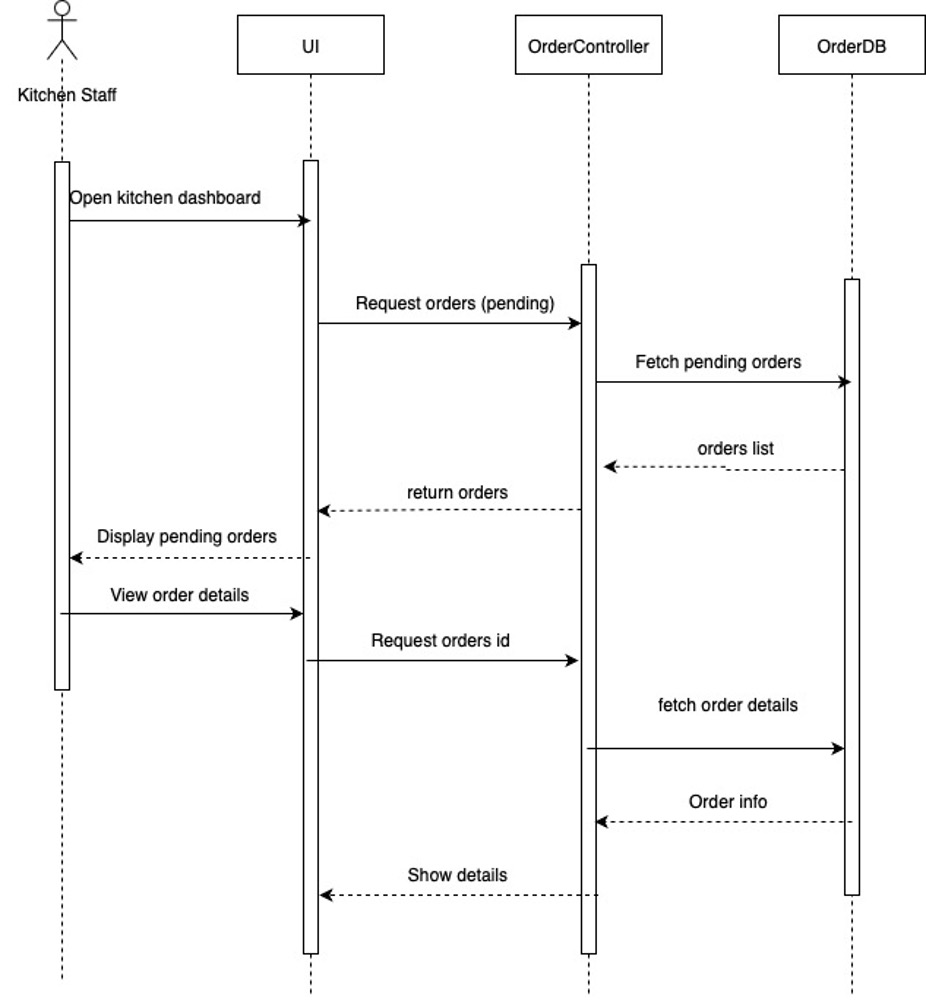 UI
OrderController
OrderDB
Kitchen Staff
Open kitchen dashboard
Request orders (pending)
Fetch pending orders
orders list
return orders
Display pending orders
View order details
Request orders id
fetch order details
Order info
Show details